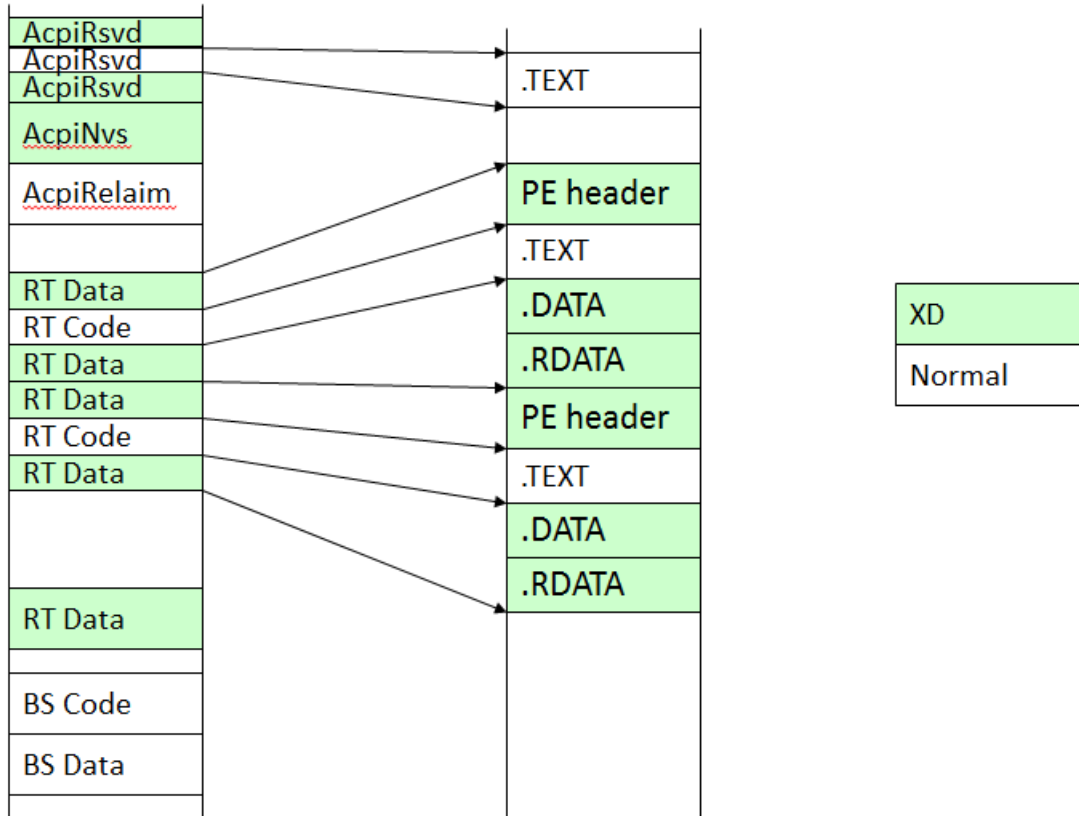 AcpiRsvd
AcpiRsvd
AcpiRsvd
AcpiNvs
AcpiRelaim
RT Data
RT Code
RT Data
RT Data
RT Code
RT Data
RT Data
BS Code
BS Data
.TEXT
PE header
.TEXT
.DATA
.RDATA
PE header
.TEXT
.DATA
.RDATA
XD
Normal